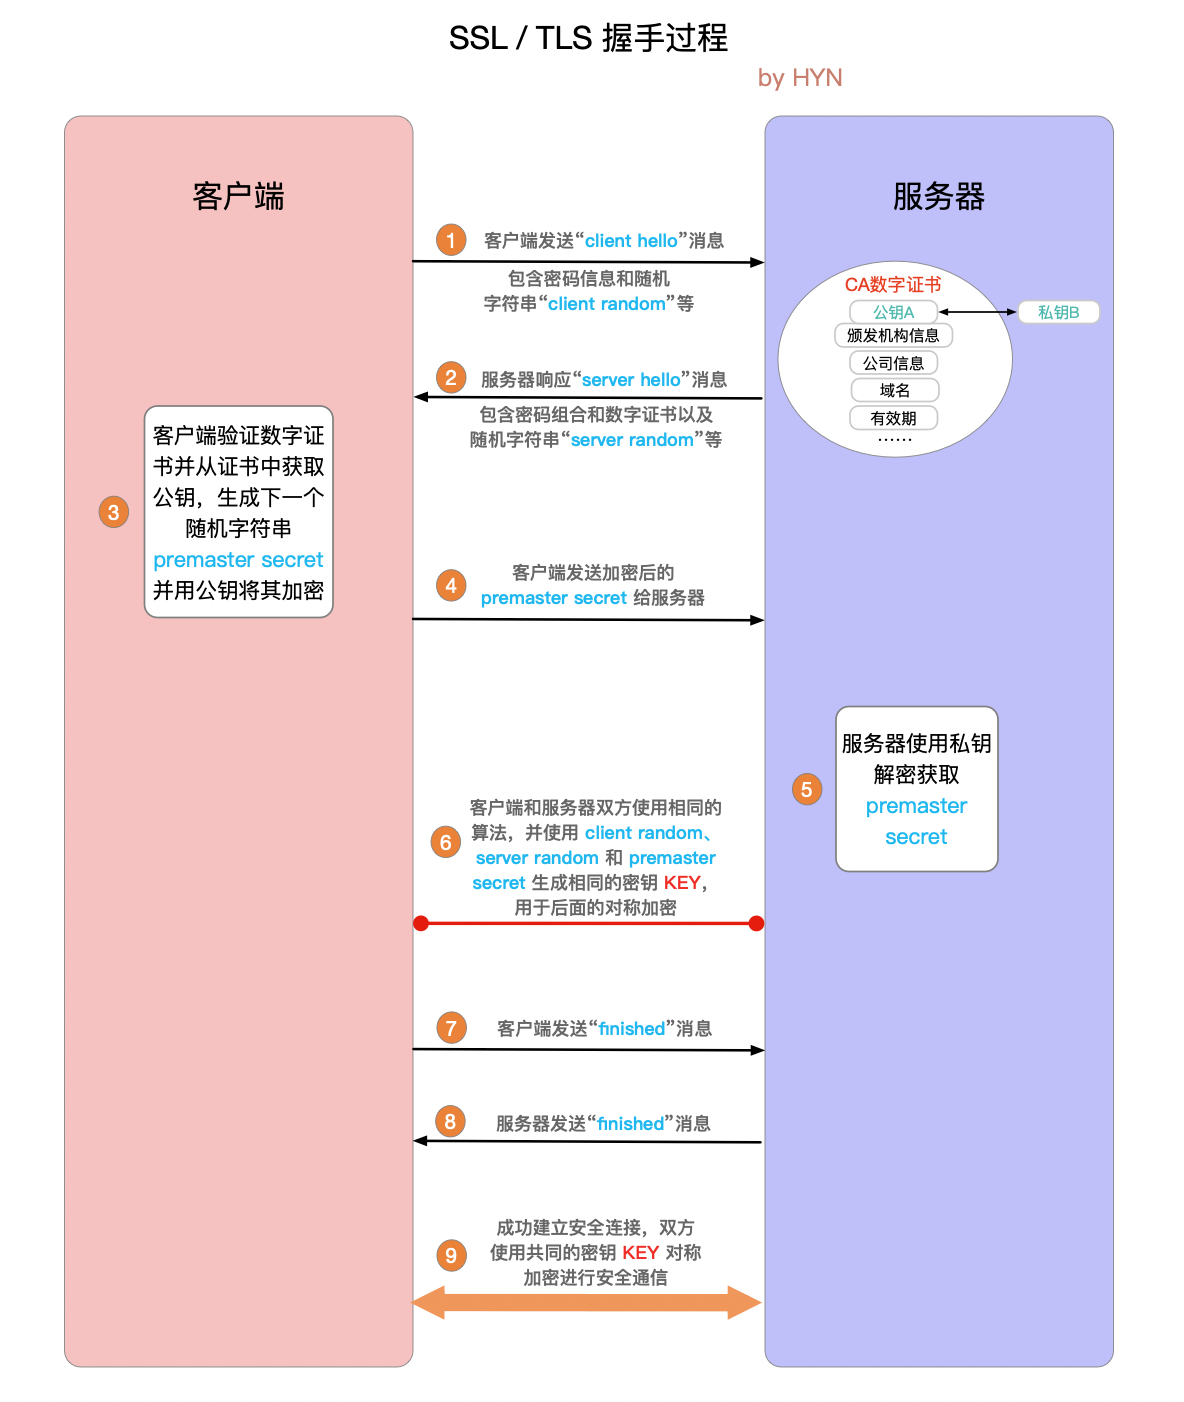 SSL / TLS 握手过程
by HYN
客户端
服务器
1
客户端发送“client hello”消息
包含密码信息和随机
字符串“client random”等
CA数字证书
公钥A
私钥B
颁发机构信息
公司信息
域名
有效期
······
2
服务器响应“server hello”消息
包含密码组合和数字证书以及
随机字符串“server random”等
3
客户端验证数字证
书并从证书中获取
公钥，生成下一个
随机字符串
premaster secret
并用公钥将其加密
4
客户端发送加密后的
premaster secret 给服务器
5
服务器使用私钥
解密获取
premaster
secret
6
客户端和服务器双方使用相同的
算法，并使用 client random、
server random 和 premaster
secret 生成相同的密钥 KEY，
用于后面的对称加密
7
客户端发送“finished”消息
8
服务器发送“finished”消息
9
成功建立安全连接，双方
使用共同的密钥 KEY 对称
加密进行安全通信